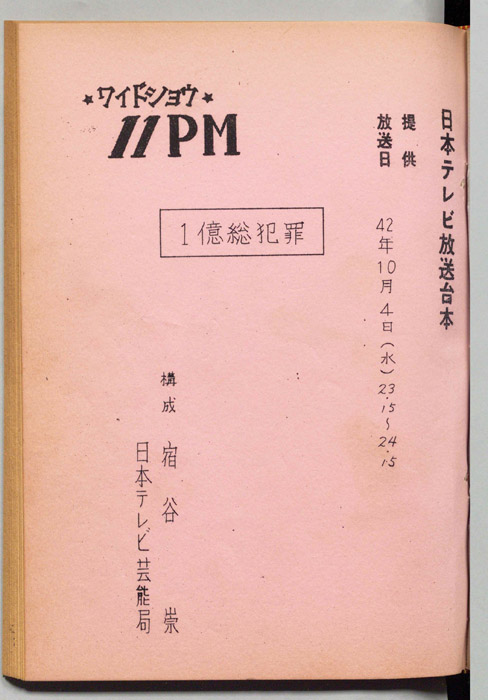 日本テレビ放送台本
提供
放送日 42年10月4日(水)23.15~24.15
★ワイドショウ★
11PM
1億総犯罪
構成 宿谷崇
日本テレビ芸能局